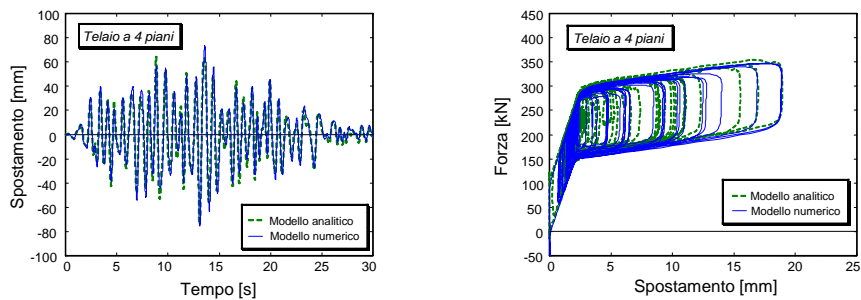 Telaio a 4 piani
100
80
60
40
20
0
-20
-40
-60
-80
-100
Spostamento [mm]
0 5 10 15 20 25 30
Tempo [s]
Modello analitico
Modello numerico
Telaio a 4 piani
450
400
350
300
250
200
150
100
50
0
-50
Forza [kN]
0 5 10 15 20 25
Spostamento [mm]
Modello analitico
Modello numerico